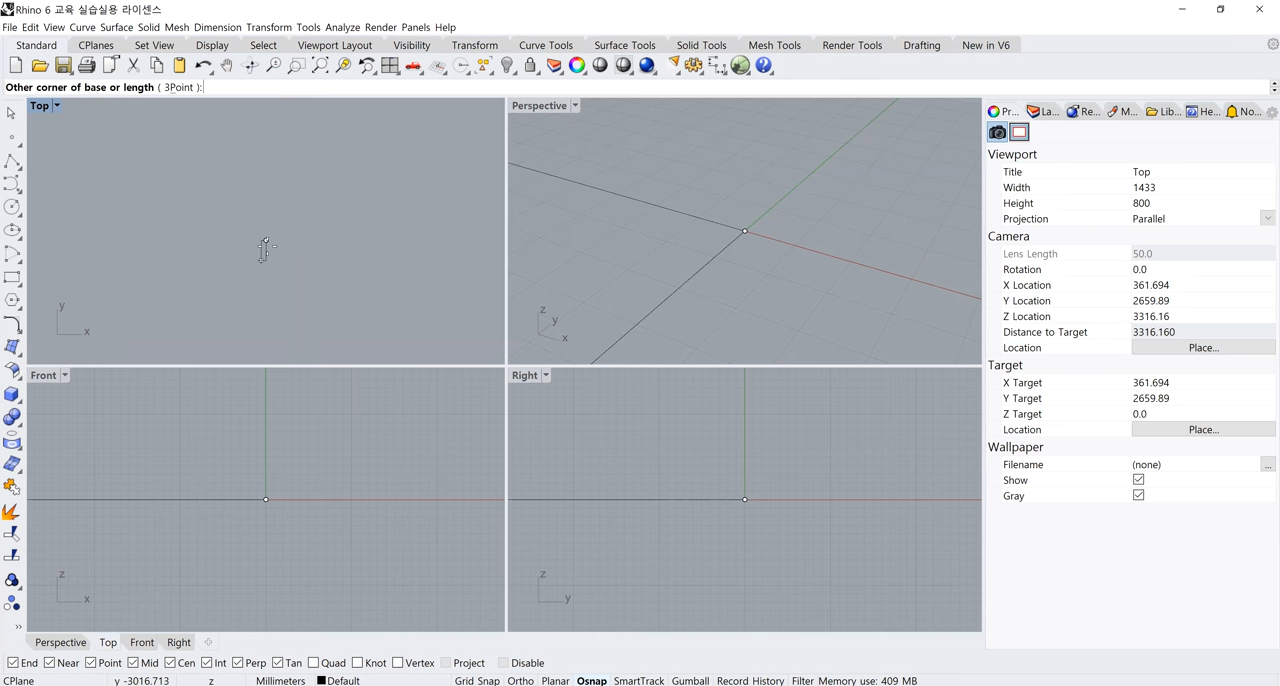 Rhino 6 교육 실습실용 라이센스
File Edit View Curve Surface Solid Mesh Dimension Transform Tools Analyze Render Panels Help
Standard CPlanes Set View Display Select Viewport Layout Visibility Transform Curve Tools Surface Tools Solid Tools Mesh Tools Render Tools Drafting New in V6
Other corner of base or length ( 3Point ):
Top Perspective
Pr... La... Re... M... Lib... He... No...
Viewport
Title Top
Width 1433
Height 800
Projection Parallel
Camera
Lens Length 50.0
Rotation 0.0
X Location 361.694
Y Location 2659.89
Z Location 3316.16
Distance to Target 3316.160
Location Place...
Target
X Target 361.694
Y Target 2659.89
Z Target 0.0
Location Place...
Wallpaper
Filename (none) ...
Show
Gray
y
x
z
y
x
Front Right
z
x
z
y
Perspective Top Front Right
End Near Point Mid Cen Int Perp Tan Quad Knot Vertex Project Disable
CPlane y -3016.713 z Millimeters Default Grid Snap Ortho Planar Osnap SmartTrack Gumball Record History Filter Memory use: 409 MB